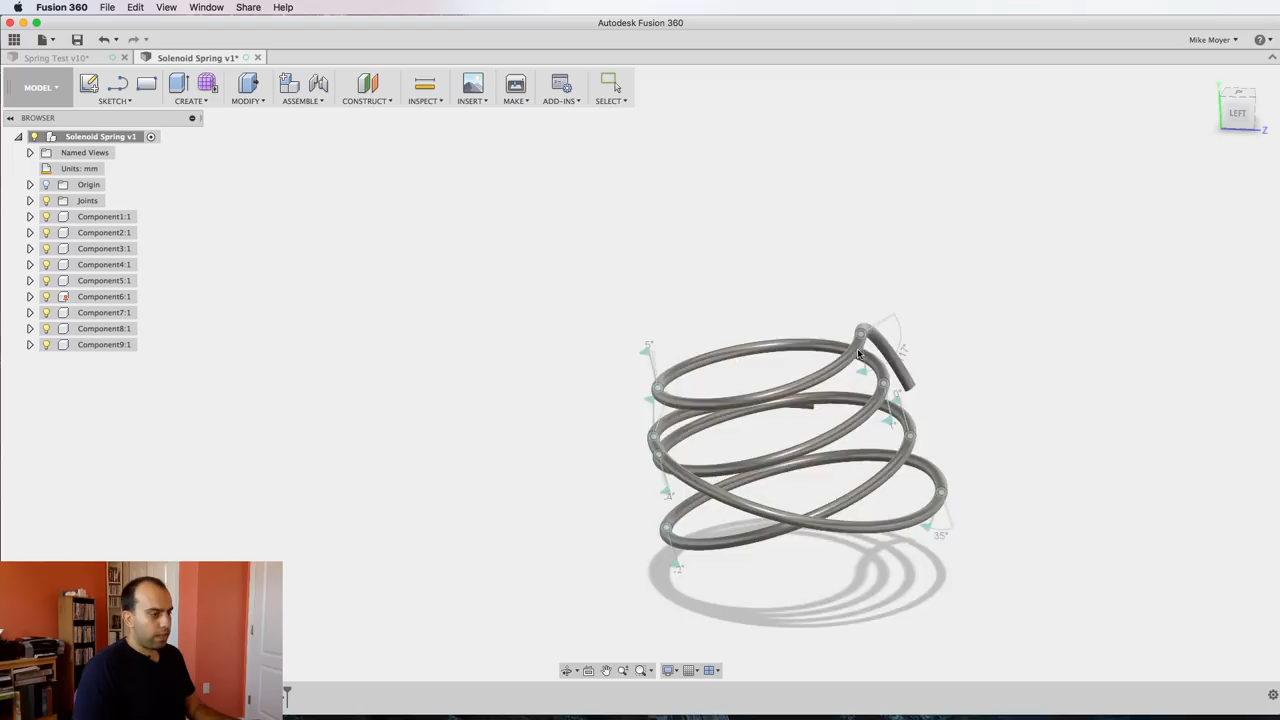 Fusion 360 File Edit View Window Share Help
Autodesk Fusion 360
Mike Moyer
Spring Test v10*
Solenoid Spring v1*
MODEL
SKETCH
CREATE
MODIFY
ASSEMBLE
CONSTRUCT
INSPECT
INSERT
MAKE
ADD-INS
SELECT
LEFT
Z
BROWSER
Solenoid Spring v1
Named Views
Units: mm
Origin
Joints
Component1:1
Component2:1
Component3:1
Component4:1
Component5:1
Component6:1
Component7:1
Component8:1
Component9:1
5°
17°
35°